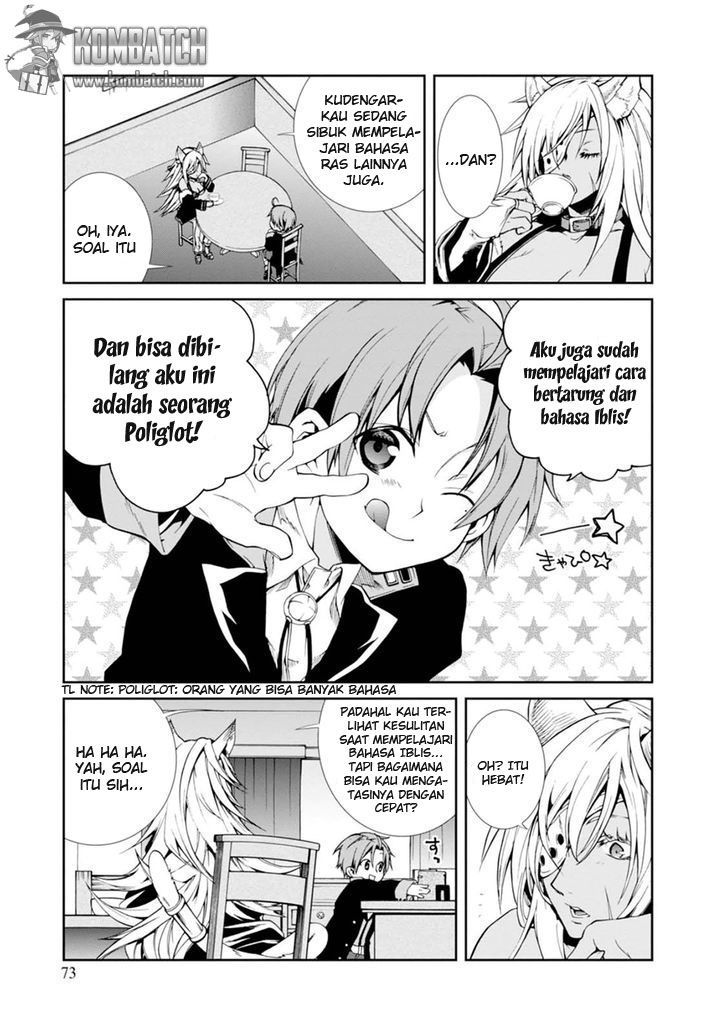 KOMBATCH
www.kombatch.com
...DAN?
KUDENGAR-
KAU SEDANG
SIBUK MEMPELA-
JARI BAHASA
RAS LAINNYA
JUGA.
OH, IYA.
SOAL ITU
Aku juga sudah
mempelajari cara
bertarung dan
bahasa Iblis!
Dan bisa dibi-
lang aku ini
adalah seorang
Poliglot!
きゃぴ☆
TL NOTE: POLIGLOT: ORANG YANG BISA BANYAK BAHASA
OH? ITU
HEBAT!
PADAHAL KAU TER-
LIHAT KESULITAN
SAAT MEMPELAJARI
BAHASA IBLIS...
TAPI BAGAIMANA
BISA KAU MENGA-
TASINYA DENGAN
CEPAT?
すっ
HA HA HA.
YAH, SOAL
ITU SIH...
73